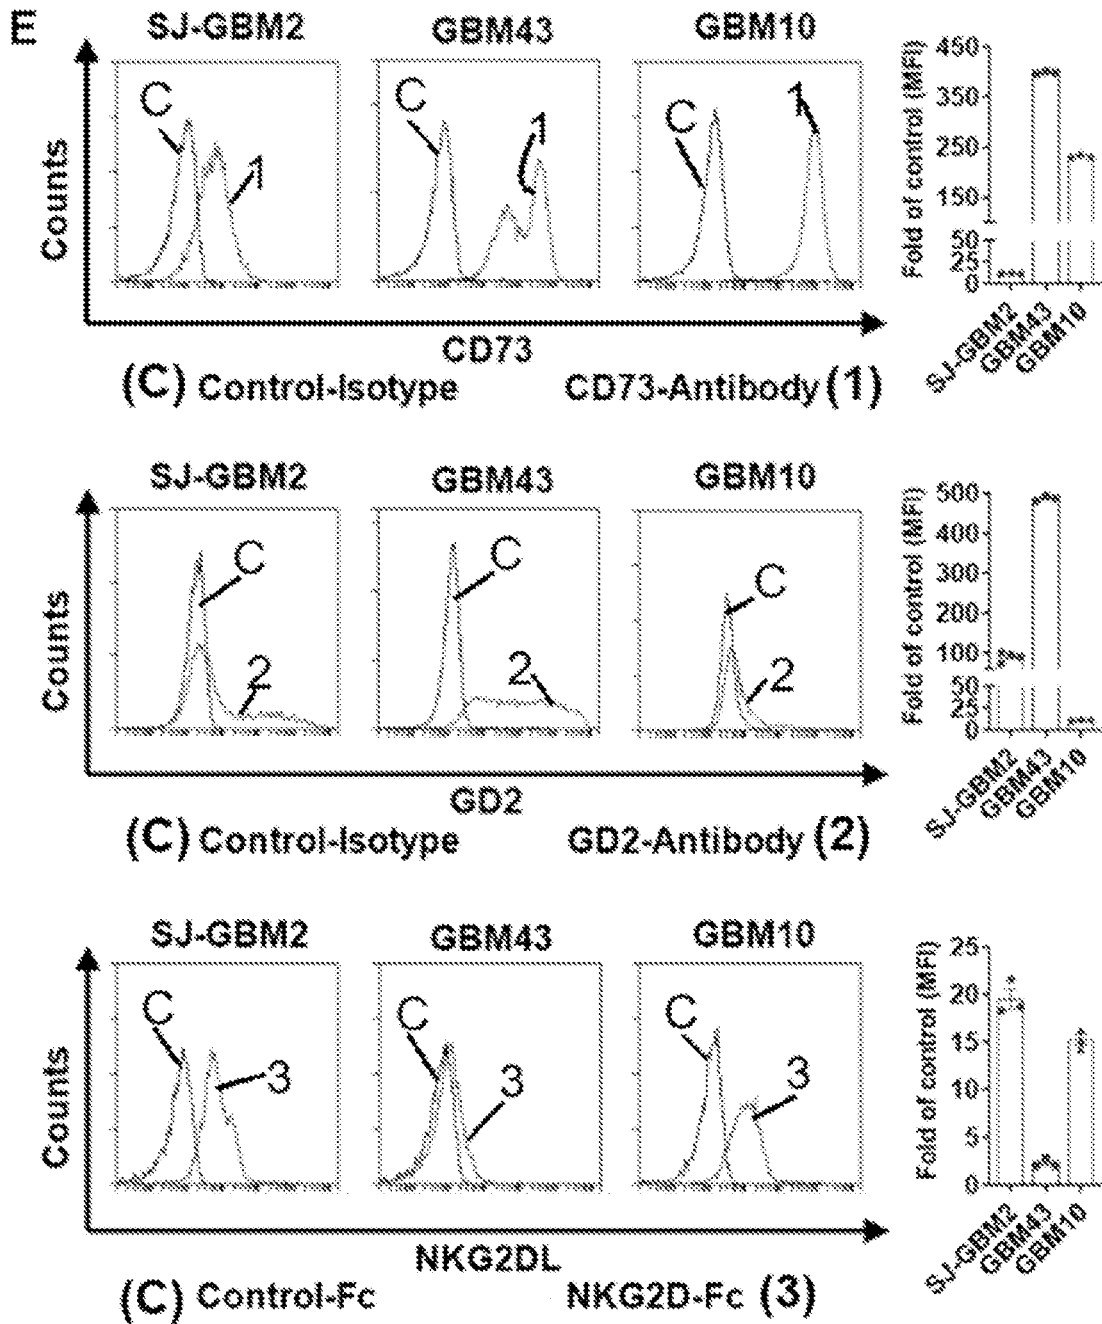 E
SJ-GBM2 GBM43 GBM10
C 1 C 1 C 1
Counts
CD73
(C) Control-Isotype CD73-Antibody (1)
Fold of control (MFI)
450
350
250
150
50
25
0
SJ-GBM2 GBM43 GBM10
SJ-GBM2 GBM43 GBM10
C 2 C 2 C 2
Counts
GD2
(C) Control-Isotype GD2-Antibody (2)
Fold of control (MFI)
500
400
300
200
100
50
25
0
SJ-GBM2 GBM43 GBM10
SJ-GBM2 GBM43 GBM10
C 3 C 3 C 3
Counts
NKG2DL
(C) Control-Fc NKG2D-Fc (3)
Fold of control (MFI)
25
20
15
10
5
0
SJ-GBM2 GBM43 GBM10